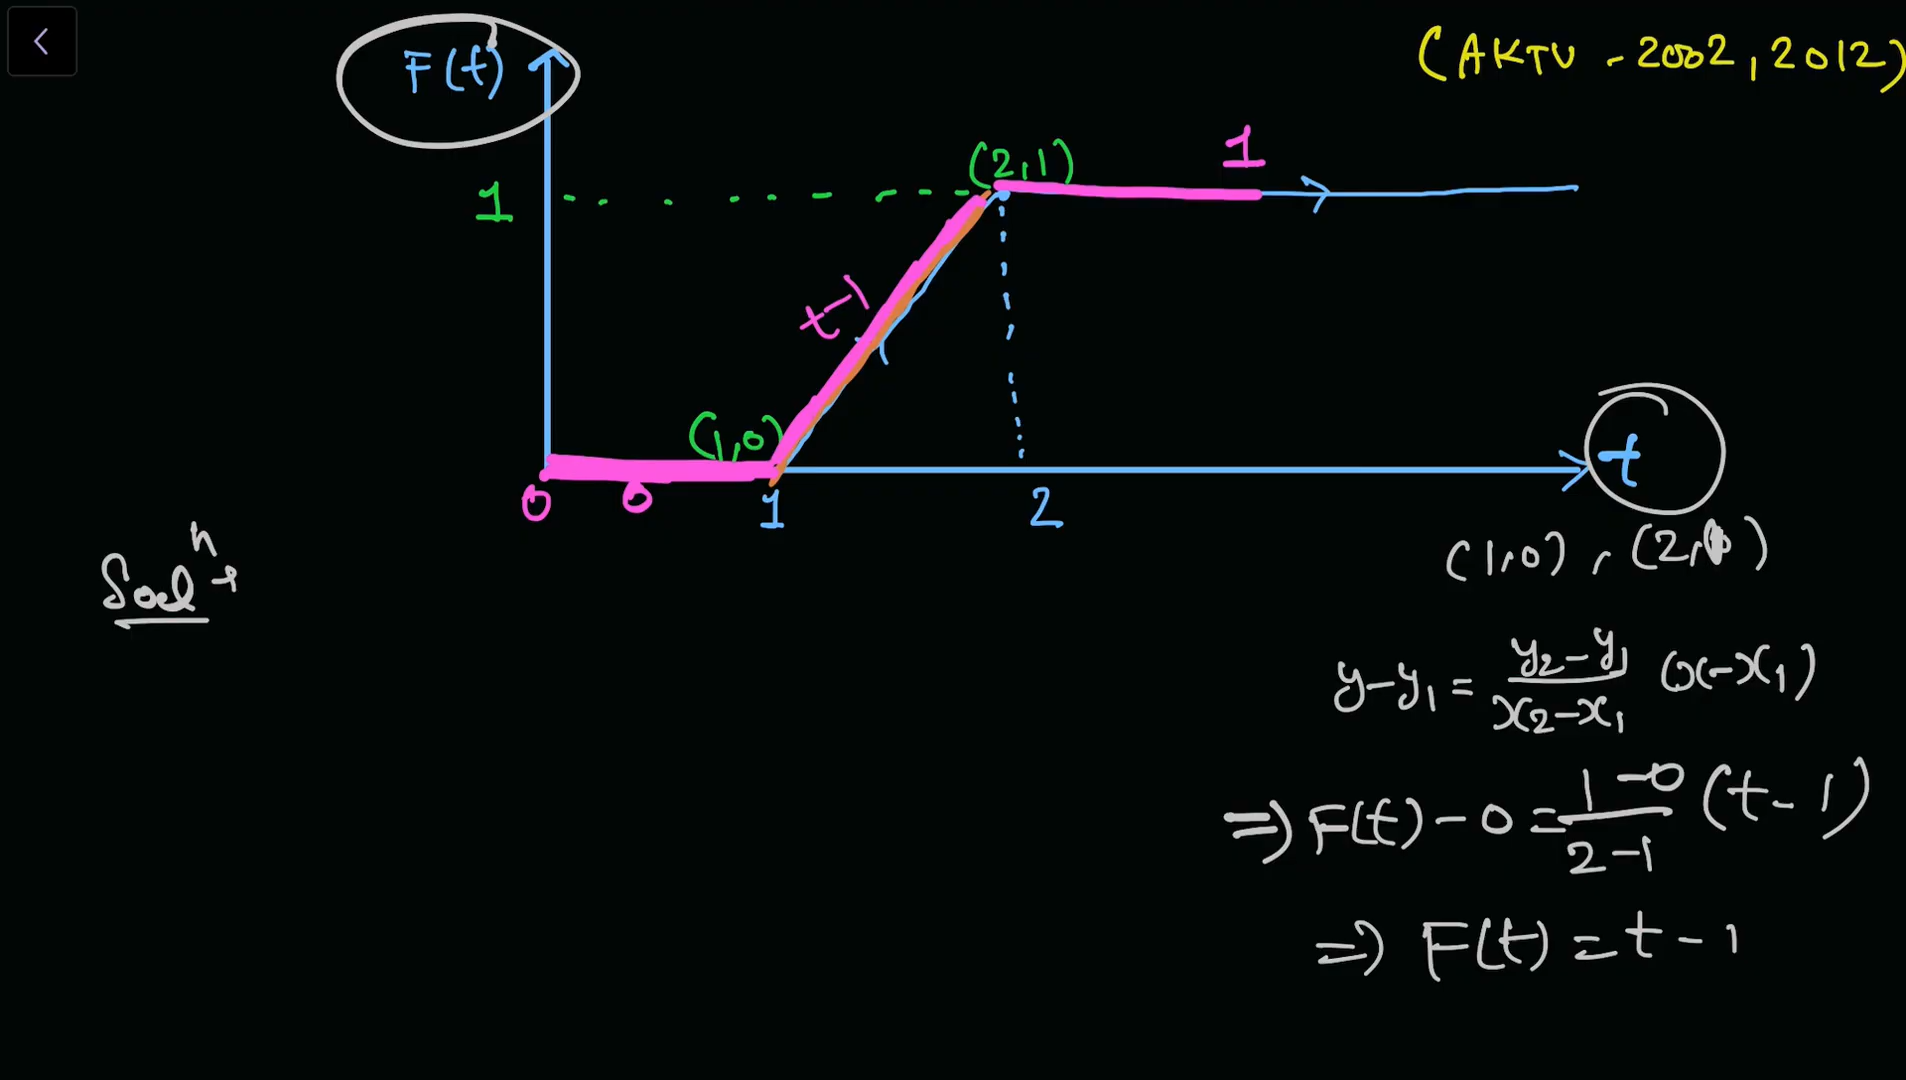 F(t)
(AKTU - 2002, 2012)
1
(2,1)
1
t-1
(1,0)
t
0
0
1
2
Solⁿ
(1,0), (2,1)
y-y₁ = y₂-y₁/x₂-x₁ (x-x₁)
⇒ F(t) - 0 = 1-0/2-1 (t-1)
⇒ F(t) = t-1